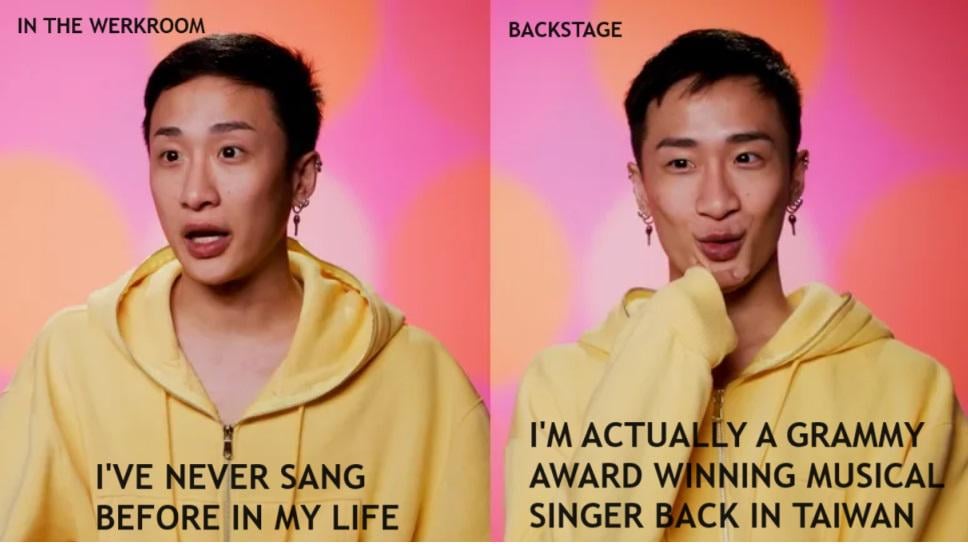 IN THE WERKROOM
I'VE NEVER SANG
BEFORE IN MY LIFE
BACKSTAGE
I'M ACTUALLY A GRAMMY
AWARD WINNING MUSICAL
SINGER BACK IN TAIWAN